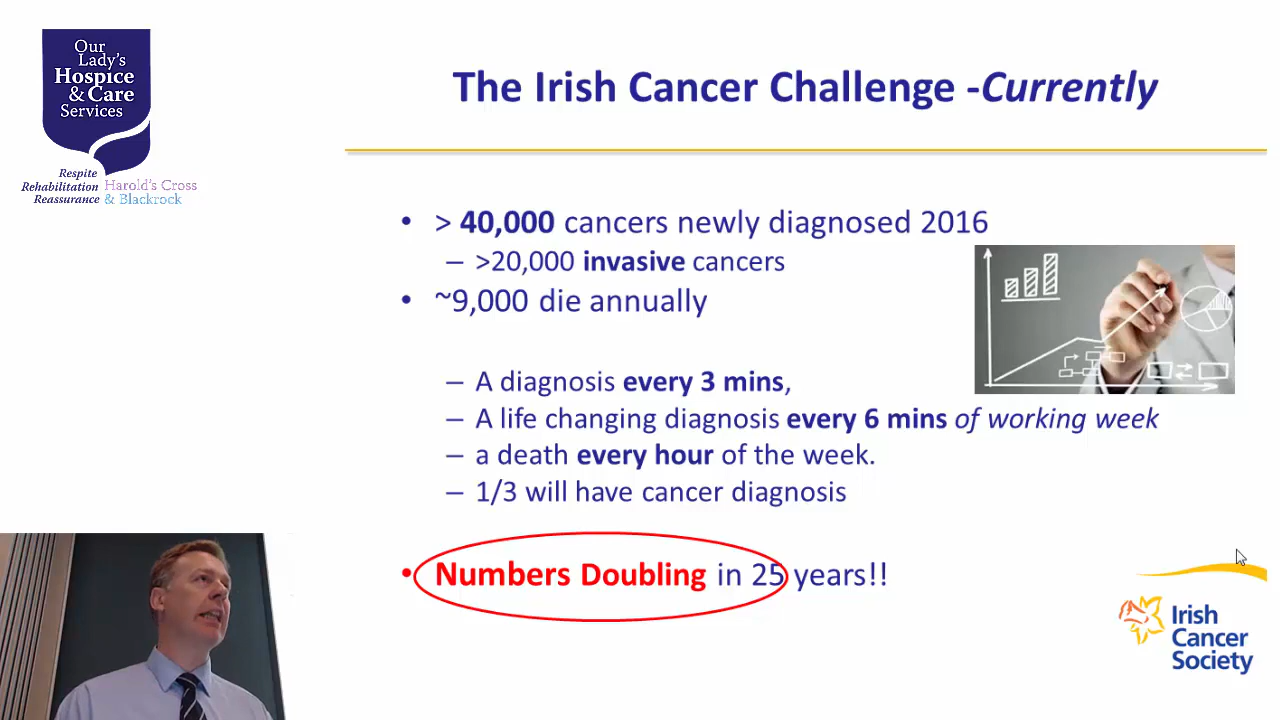 Our
Lady's
Hospice
& Care
Services
Respite
Rehabilitation
Reassurance
Harold's Cross
& Blackrock
The Irish Cancer Challenge -Currently
• > 40,000 cancers newly diagnosed 2016
– >20,000 invasive cancers
• ~9,000 die annually
– A diagnosis every 3 mins,
– A life changing diagnosis every 6 mins of working week
– a death every hour of the week.
– 1/3 will have cancer diagnosis
• Numbers Doubling in 25 years!!
Irish
Cancer
Society